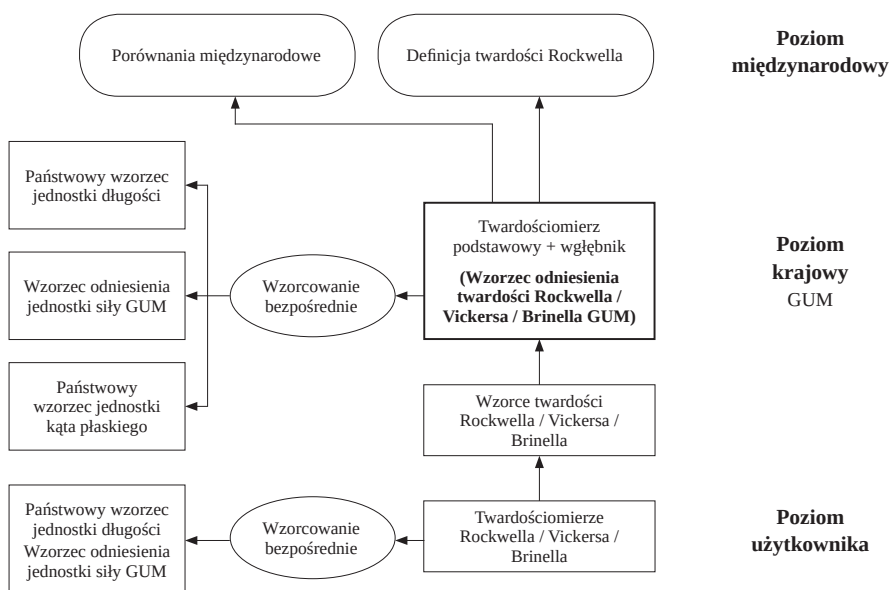 Porównania międzynarodowe
Definicja twardości Rockwella
Poziom
międzynarodowy
Państwowy wzorzec
jednostki długości
Wzorzec odniesienia
jednostki siły GUM
Państwowy
wzorzec jednostki
kąta płaskiego
Wzorcowanie
bezpośrednie
Twardościomierz
podstawowy + wgłębnik
(Wzorzec odniesienia
twardości Rockwella /
Vickersa / Brinella GUM)
Poziom
krajowy
GUM
Wzorce twardości
Rockwella / Vickersa /
Brinella
Państwowy wzorzec
jednostki długości
Wzorzec odniesienia
jednostki siły GUM
Wzorcowanie
bezpośrednie
Twardościomierze
Rockwella / Vickersa /
Brinella
Poziom
użytkownika